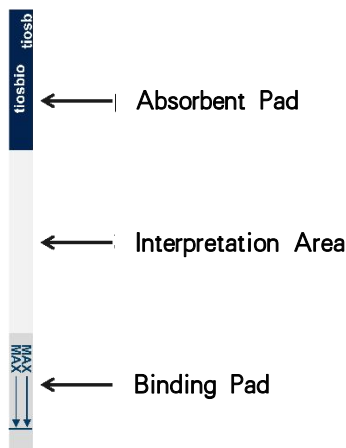 tiosbio
tiosb
Absorbent Pad
Interpretation Area
MAX
MAX
Binding Pad